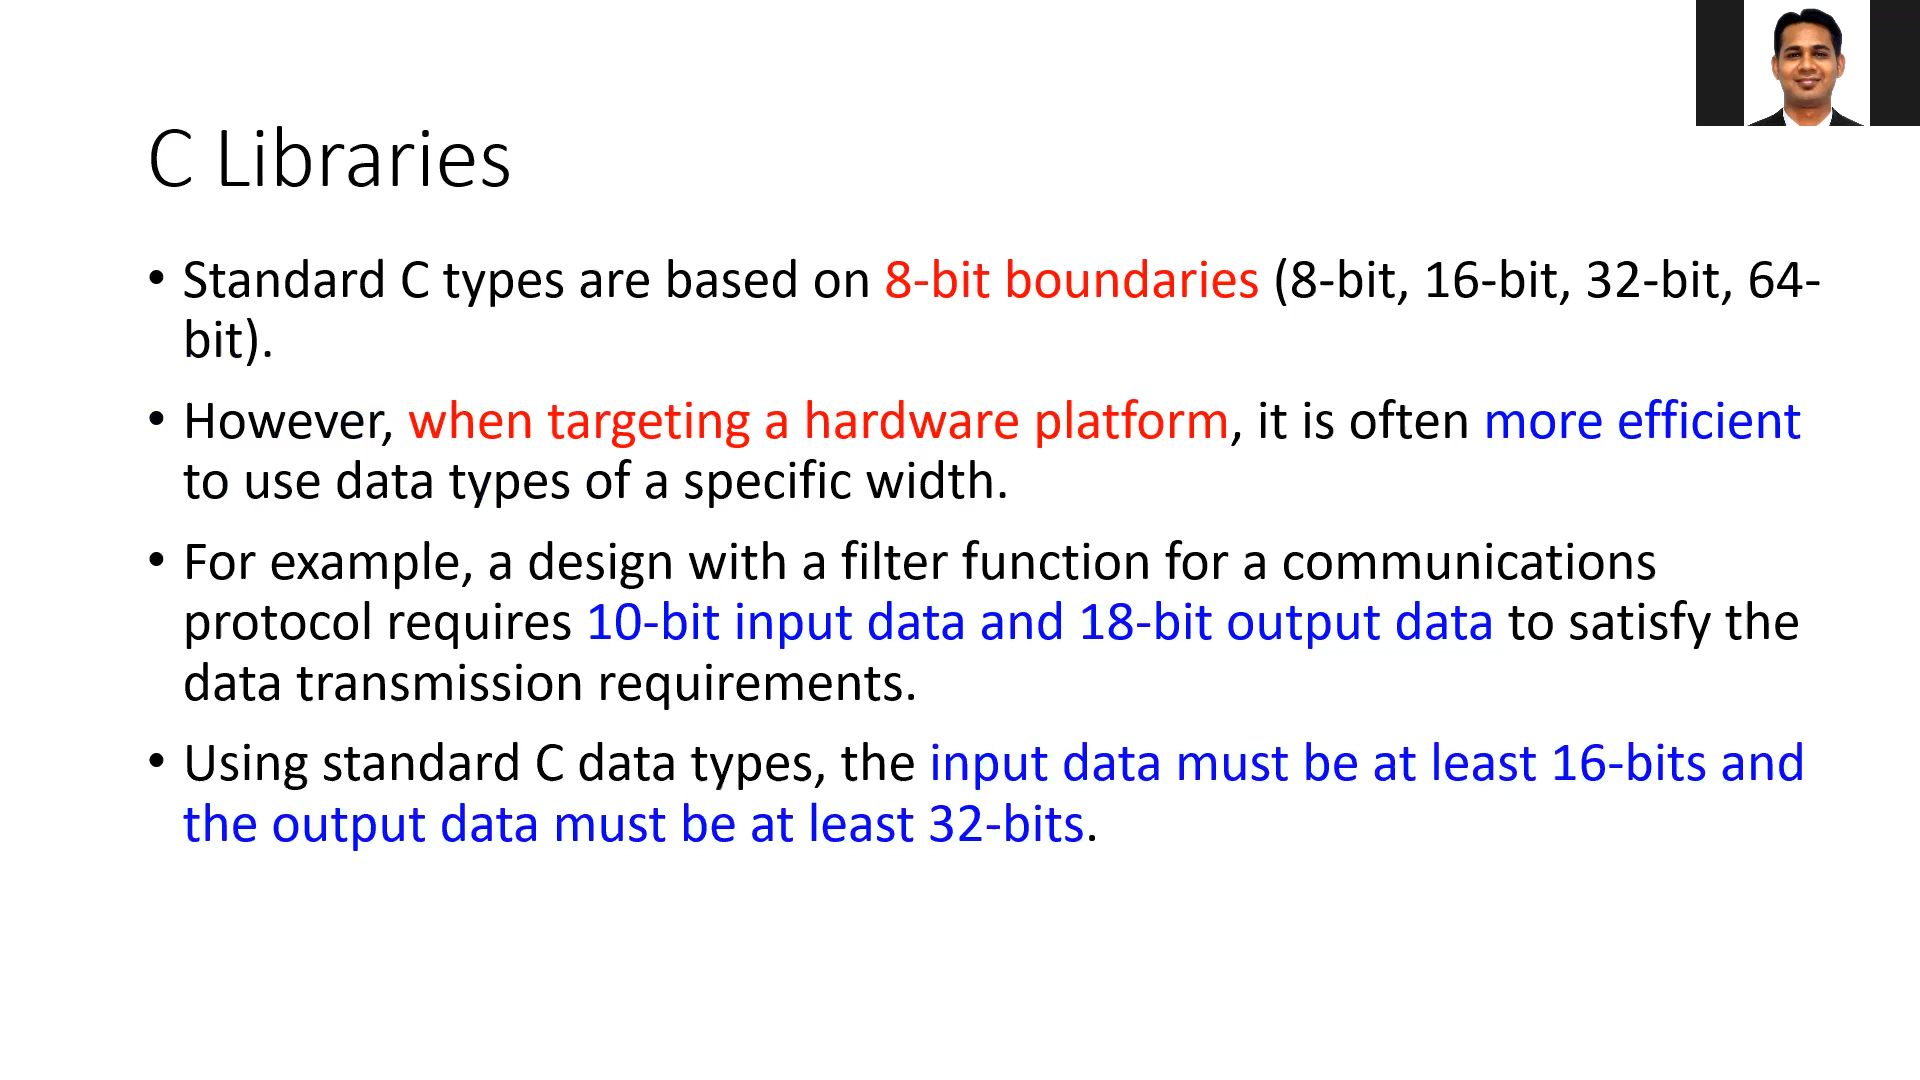 C Libraries
• Standard C types are based on 8-bit boundaries (8-bit, 16-bit, 32-bit, 64-
bit).
• However, when targeting a hardware platform, it is often more efficient
to use data types of a specific width.
• For example, a design with a filter function for a communications
protocol requires 10-bit input data and 18-bit output data to satisfy the
data transmission requirements.
• Using standard C data types, the input data must be at least 16-bits and
the output data must be at least 32-bits.